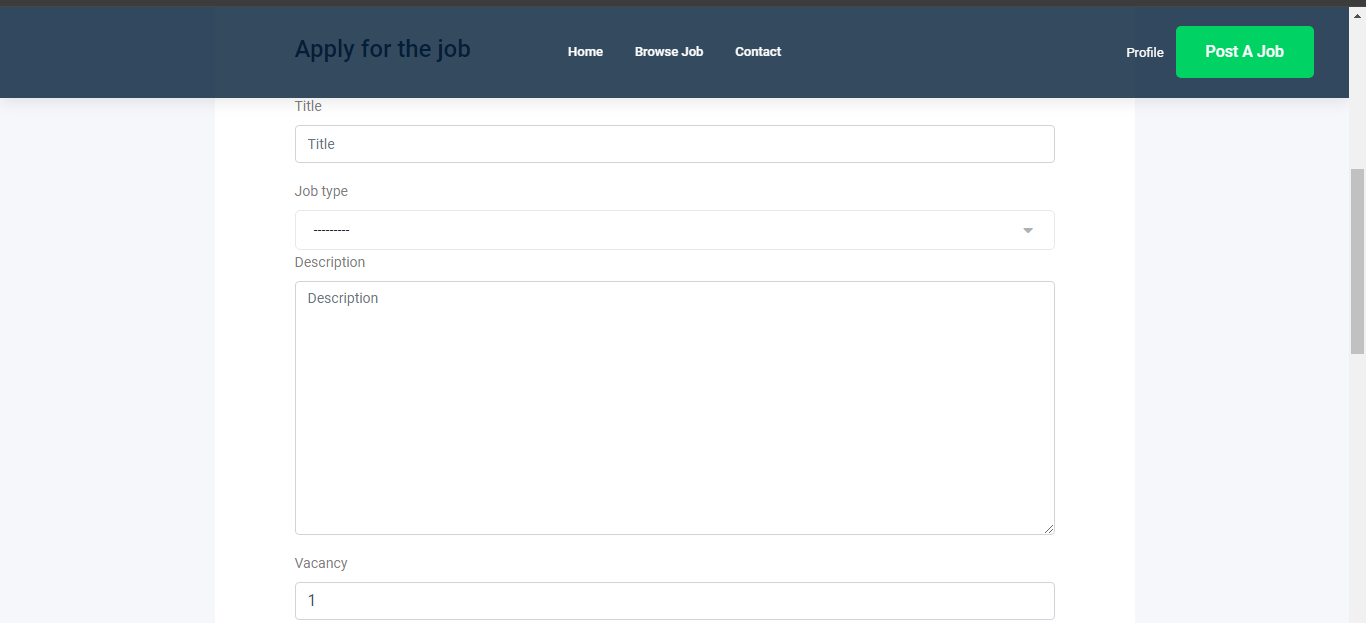 Apply for the job
Home
Browse Job
Contact
Profile
Post A Job
Title
Title
Job type
---------
Description
Description
Vacancy
1